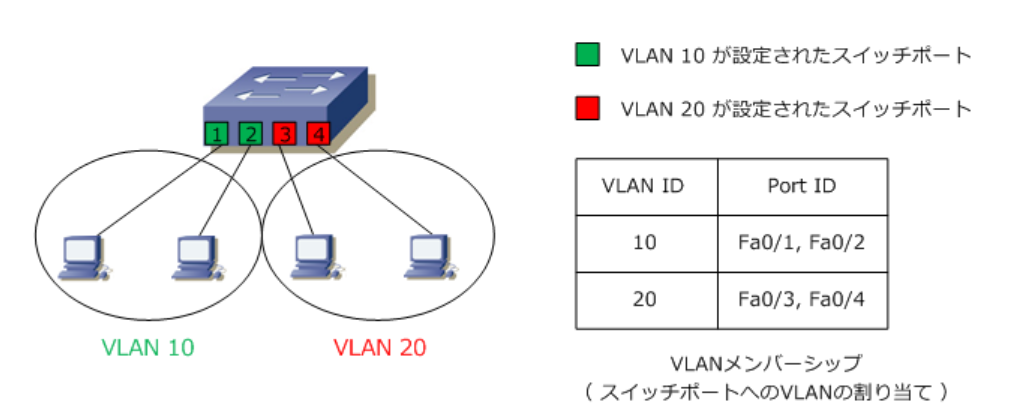 1 2 3 4
VLAN 10
VLAN 20
VLAN 10 が設定されたスイッチポート
VLAN 20 が設定されたスイッチポート
VLAN ID Port ID
10 Fa0/1, Fa0/2
20 Fa0/3, Fa0/4
VLANメンバーシップ
( スイッチポートへのVLANの割り当て )